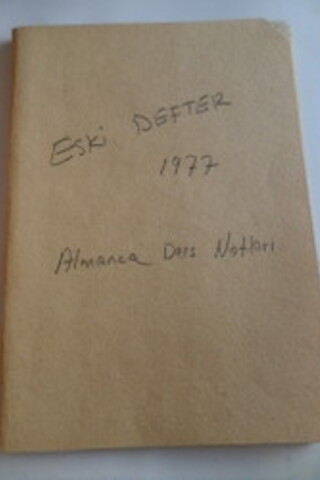 ESKİ DEFTER
1977
Almanca Ders Notları